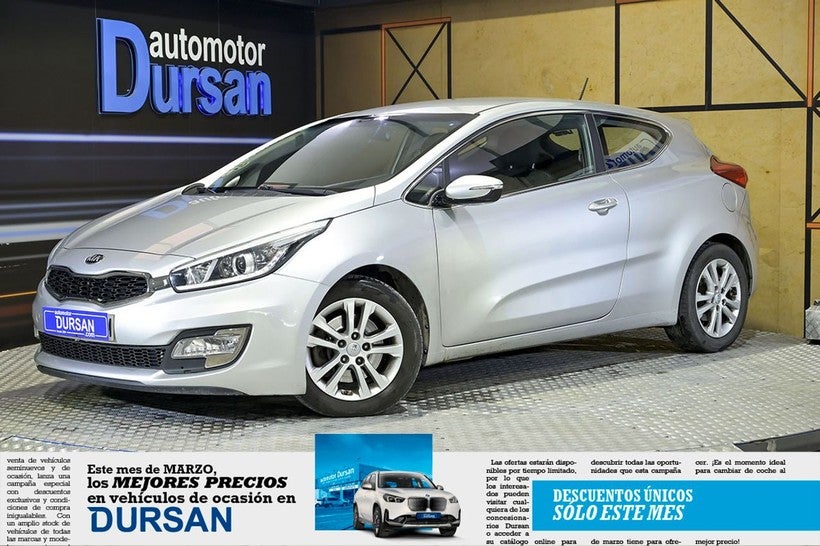 automotor
Dursan
KIA
automotor
DURSAN
.com
venta de vehículos
seminuevos y de
ocasión, lanza una
campaña especial
con descuentos
exclusivos y condi-
ciones de compra
inigualables. Con
un amplio stock de
vehículos de todas
las marcas y mode-
Este mes de MARZO,
los MEJORES PRECIOS
en vehículos de ocasión en
DURSAN
automotor Dursan
Las ofertas estarán dispo-
nibles por tiempo limitado,
por lo que
los interesa-
dos pueden
visitar cual-
quiera de los
concesiona-
rios Dursan
o acceder a
su catálogo online para
descubrir todas las oportu-
nidades que esta campaña
de marzo tiene para ofre-
cer. ¡Es el momento ideal
para cambiar de coche al
mejor precio!
DESCUENTOS ÚNICOS
SÓLO ESTE MES